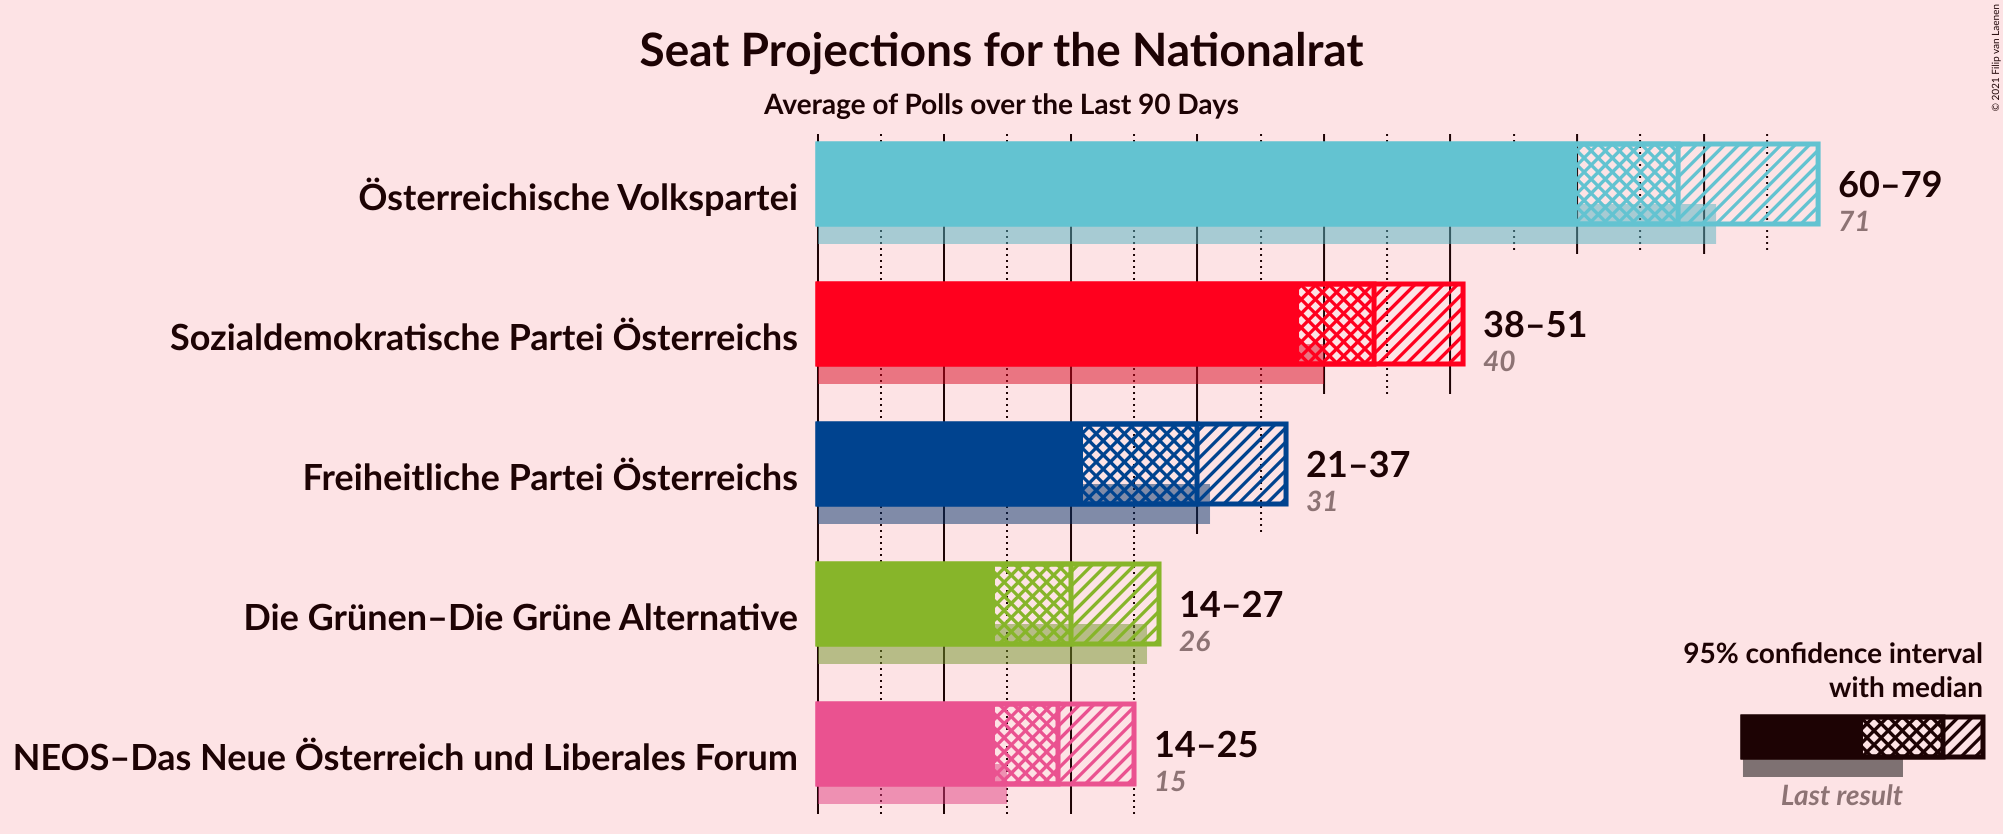 Seat Projections for the Nationalrat
Average of Polls over the Last 90 Days
© 2021 Filip van Laenen
Österreichische Volkspartei
60–79
71
Sozialdemokratische Partei Österreichs
38–51
40
Freiheitliche Partei Österreichs
21–37
31
Die Grünen–Die Grüne Alternative
14–27
26
NEOS–Das Neue Österreich und Liberales Forum
14–25
15
95% confidence interval
with median
Last result